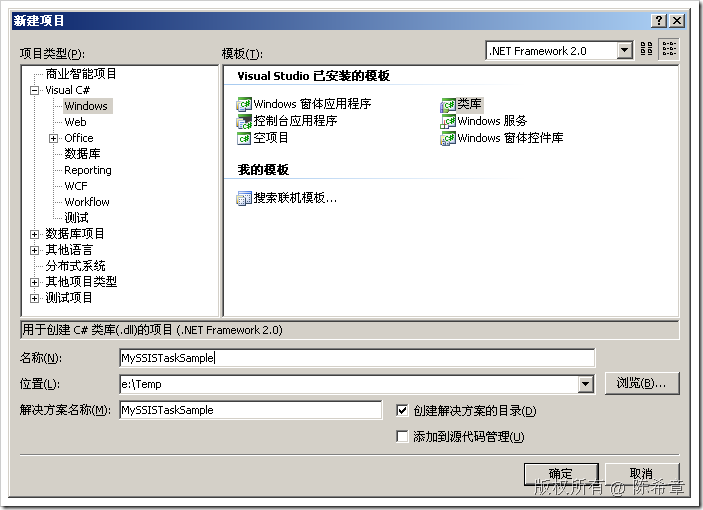 新建项目
项目类型(P):
模板(T):
.NET Framework 2.0
商业智能项目
Visual C#
Windows
Web
Office
数据库
Reporting
WCF
Workflow
测试
数据库项目
其他语言
分布式系统
其他项目类型
测试项目
Visual Studio 已安装的模板
Windows 窗体应用程序
类库
控制台应用程序
Windows 服务
空项目
Windows 窗体控件库
我的模板
搜索联机模板...
用于创建 C# 类库(.dll)的项目 (.NET Framework 2.0)
名称(N):
MySSISTaskSample
位置(L):
e:\Temp
浏览(B)...
解决方案名称(M):
MySSISTaskSample
创建解决方案的目录(D)
添加到源代码管理(U)
确定
取消
版权所有 @ 陈希章